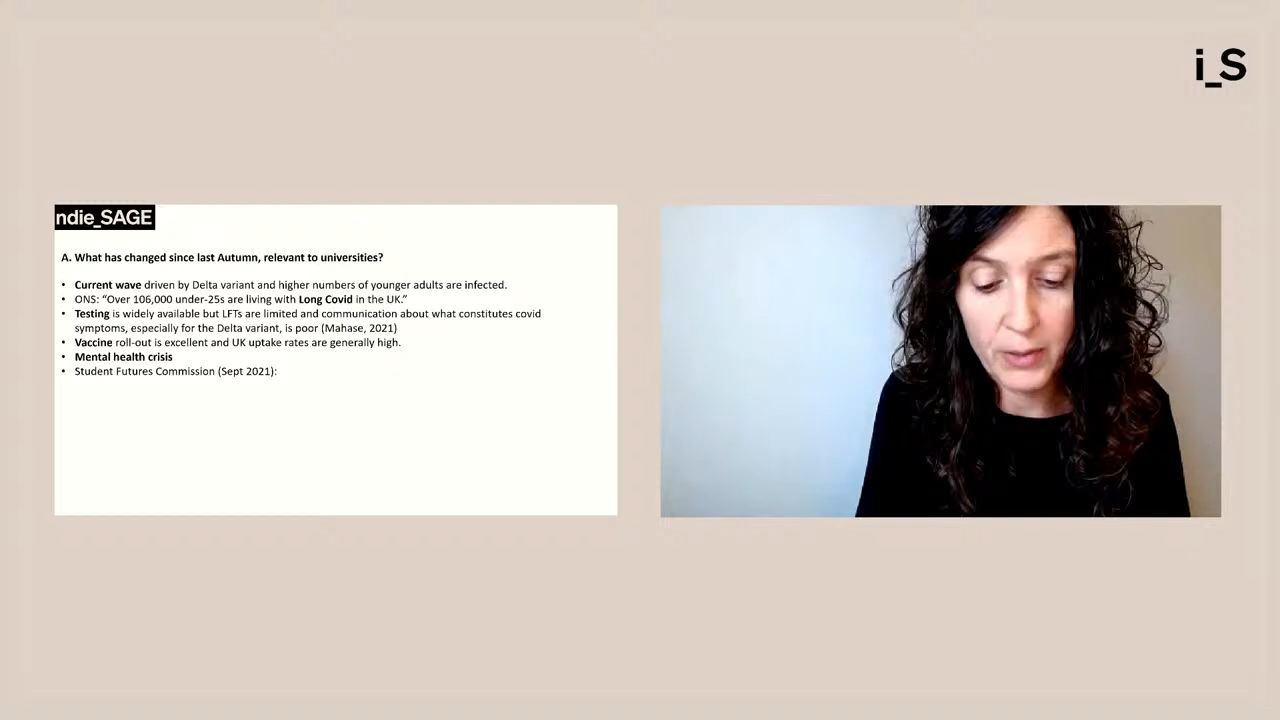 i_S
ndie_SAGE
A. What has changed since last Autumn, relevant to universities?
• Current wave driven by Delta variant and higher numbers of younger adults are infected.
• ONS: “Over 106,000 under-25s are living with Long Covid in the UK.”
• Testing is widely available but LFTs are limited and communication about what constitutes covid
symptoms, especially for the Delta variant, is poor (Mahase, 2021)
• Vaccine roll-out is excellent and UK uptake rates are generally high.
• Mental health crisis
• Student Futures Commission (Sept 2021):